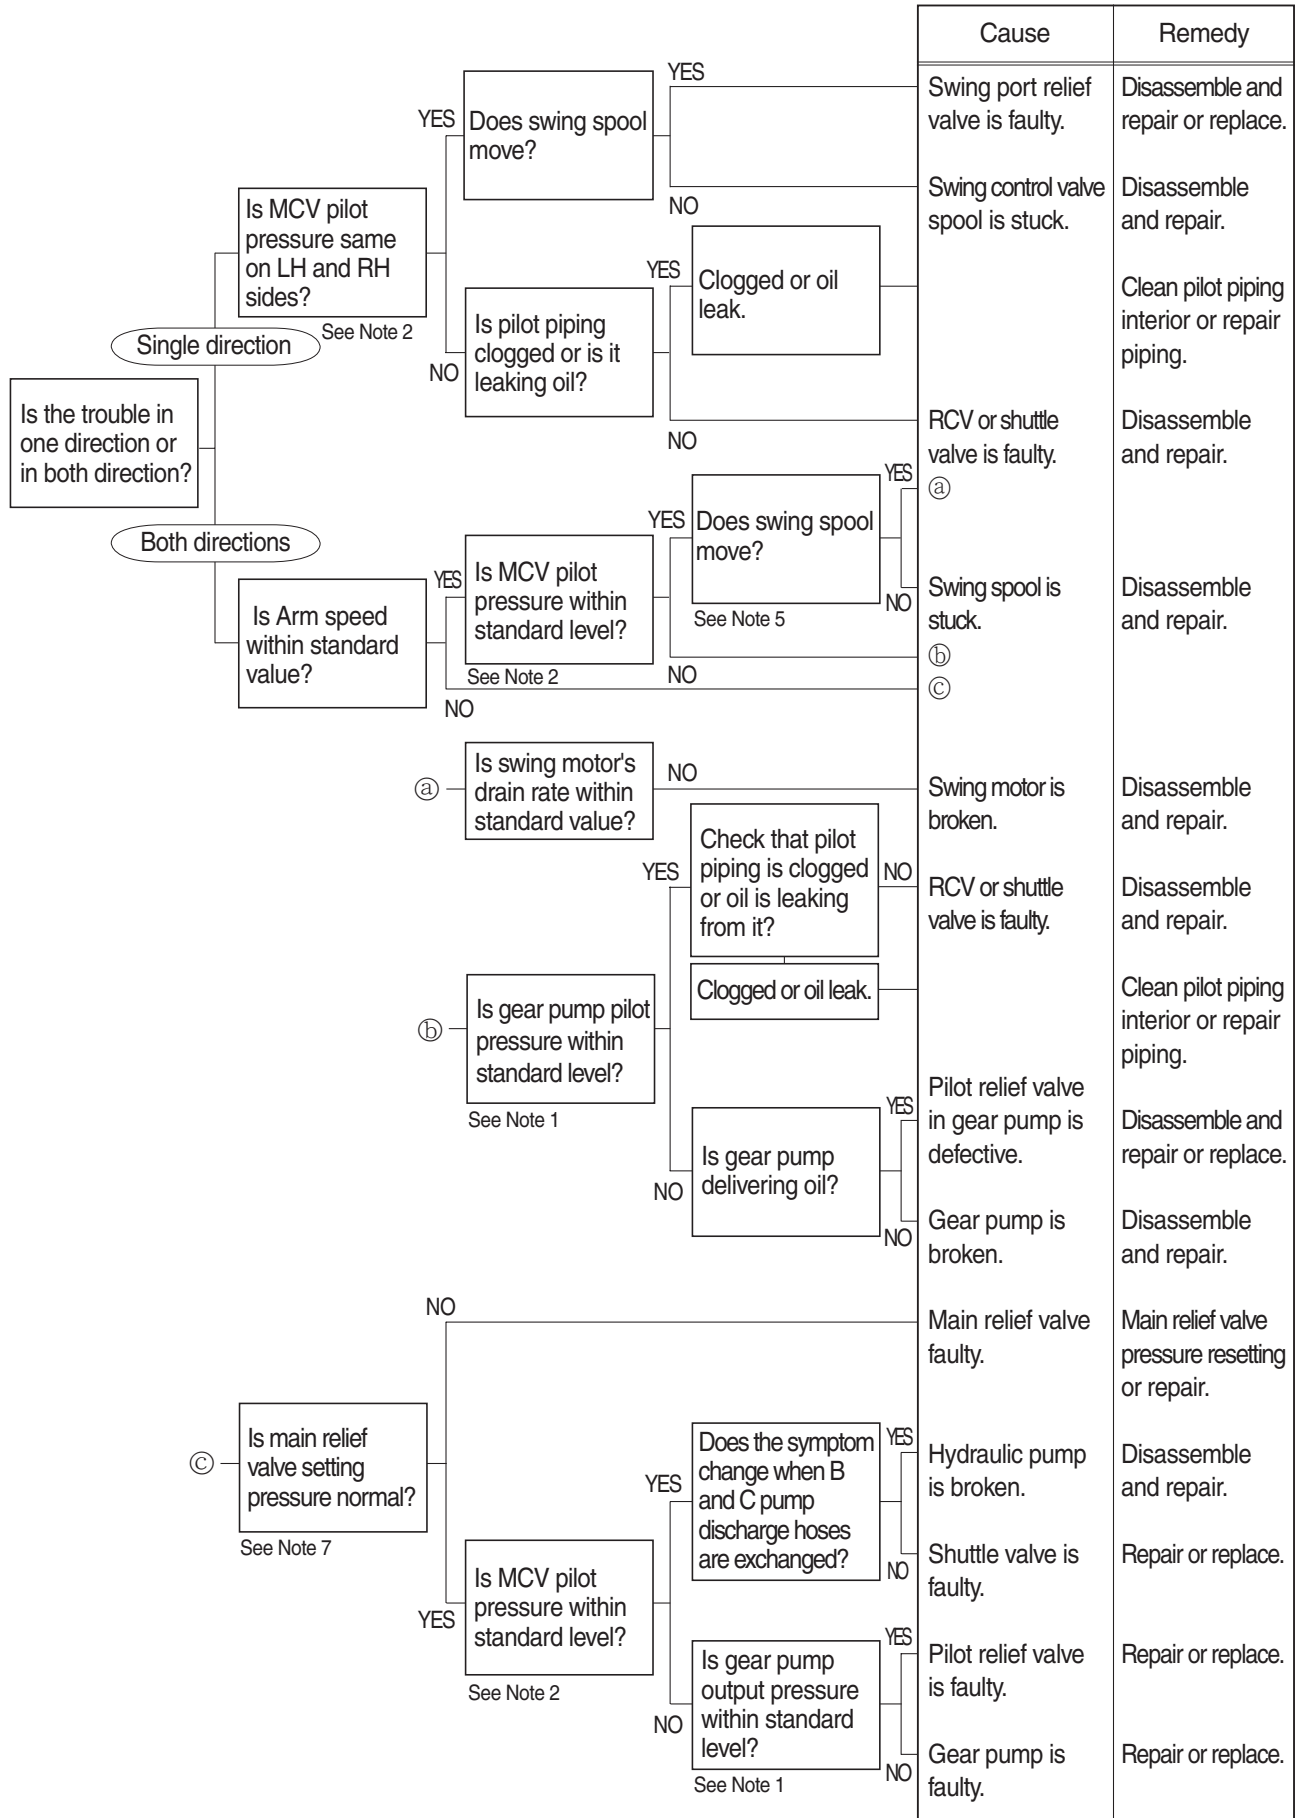 Cause
Remedy
YES
Swing port relief
valve is faulty.
Disassemble and
repair or replace.
YES
Does swing spool
move?
NO
Swing control valve
spool is stuck.
Disassemble
and repair.
Is MCV pilot
pressure same
on LH and RH
sides?
See Note 2
YES
Clogged or oil
leak.
Clean pilot piping
interior or repair
piping.
Single direction
NO
Is pilot piping
clogged or is it
leaking oil?
NO
RCV or shuttle
valve is faulty.
Disassemble
and repair.
Is the trouble in
one direction or
in both direction?
Both directions
YES
ⓐ
YES
Does swing spool
move?
See Note 5
NO
Swing spool is
stuck.
Disassemble
and repair.
YES
Is MCV pilot
pressure within
standard level?
See Note 2
NO
ⓑ
Is Arm speed
within standard
value?
NO
ⓒ
ⓐ
Is swing motor's
drain rate within
standard value?
NO
Swing motor is
broken.
Disassemble
and repair.
YES
Check that pilot
piping is clogged
or oil is leaking
from it?
NO
RCV or shuttle
valve is faulty.
Disassemble
and repair.
Clogged or oil leak.
Clean pilot piping
interior or repair
piping.
ⓑ
Is gear pump pilot
pressure within
standard level?
See Note 1
YES
Pilot relief valve
in gear pump is
defective.
Disassemble and
repair or replace.
NO
Is gear pump
delivering oil?
NO
Gear pump is
broken.
Disassemble
and repair.
NO
Main relief valve
faulty.
Main relief valve
pressure resetting
or repair.
ⓒ
Is main relief
valve setting
pressure normal?
See Note 7
YES
Does the symptom
change when B
and C pump
discharge hoses
are exchanged?
YES
Hydraulic pump
is broken.
Disassemble
and repair.
NO
Shuttle valve is
faulty.
Repair or replace.
YES
Is MCV pilot
pressure within
standard level?
See Note 2
YES
Pilot relief valve
is faulty.
Repair or replace.
NO
Is gear pump
output pressure
within standard
level?
See Note 1
NO
Gear pump is
faulty.
Repair or replace.